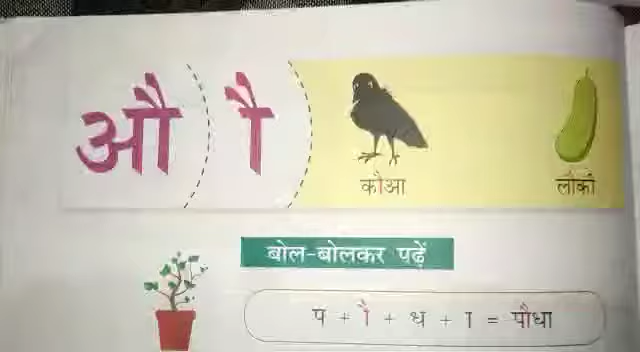 औ ौ
कौआ लौकी
बोल-बोलकर पढ़ें
प + ौ + ध + ा = पौधा